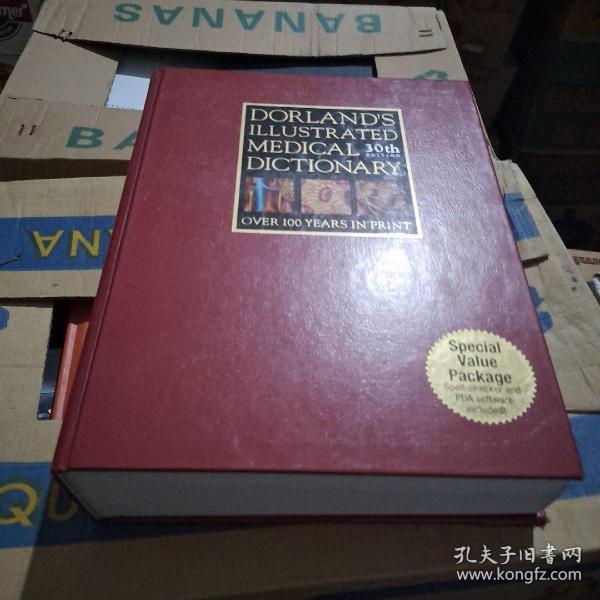 BANANAS
BA
ANA
DORLAND'S
ILLUSTRATED
MEDICAL 30th
EDITION
DICTIONARY
OVER 100 YEARS IN PRINT
Special
Value
Package
Spell-checker and
PDA software
included!
孔夫子旧书网
www.kongfz.com